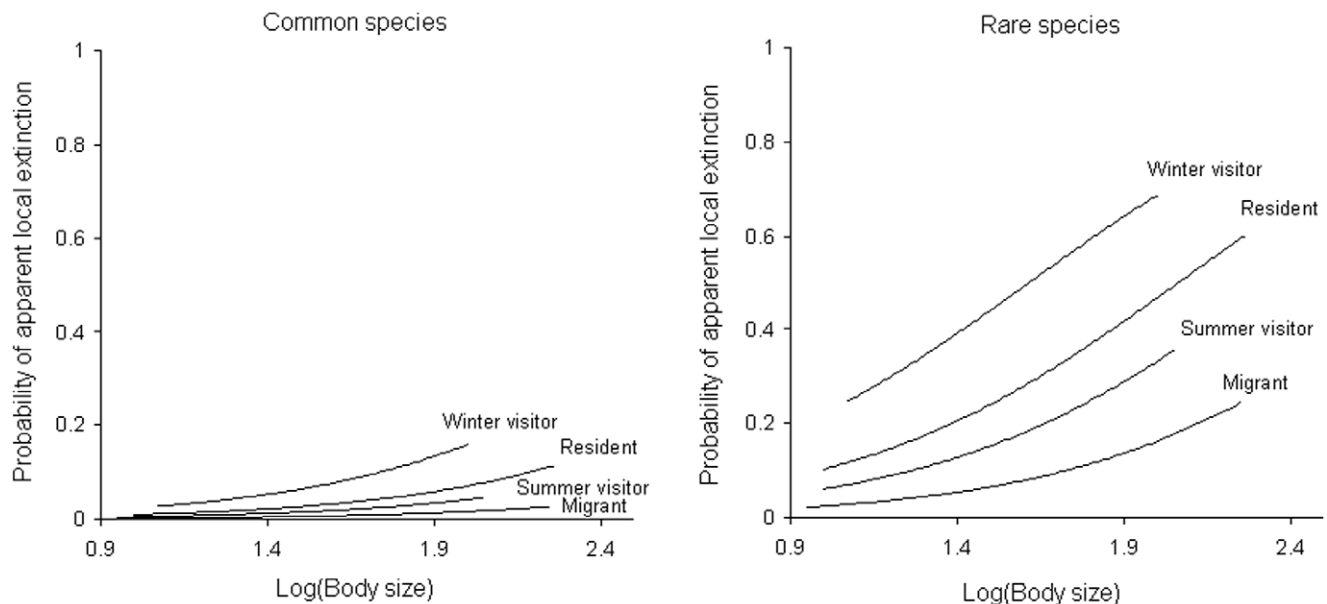 Common species
Probability of apparent local extinction
1
0.8
0.6
0.4
0.2
0
Winter visitor
Resident
Summer visitor
Migrant
0.9 1.4 1.9 2.4
Log(Body size)
Rare species
Probability of apparent local extinction
1
0.8
0.6
0.4
0.2
0
Winter visitor
Resident
Summer visitor
Migrant
0.9 1.4 1.9 2.4
Log(Body size)